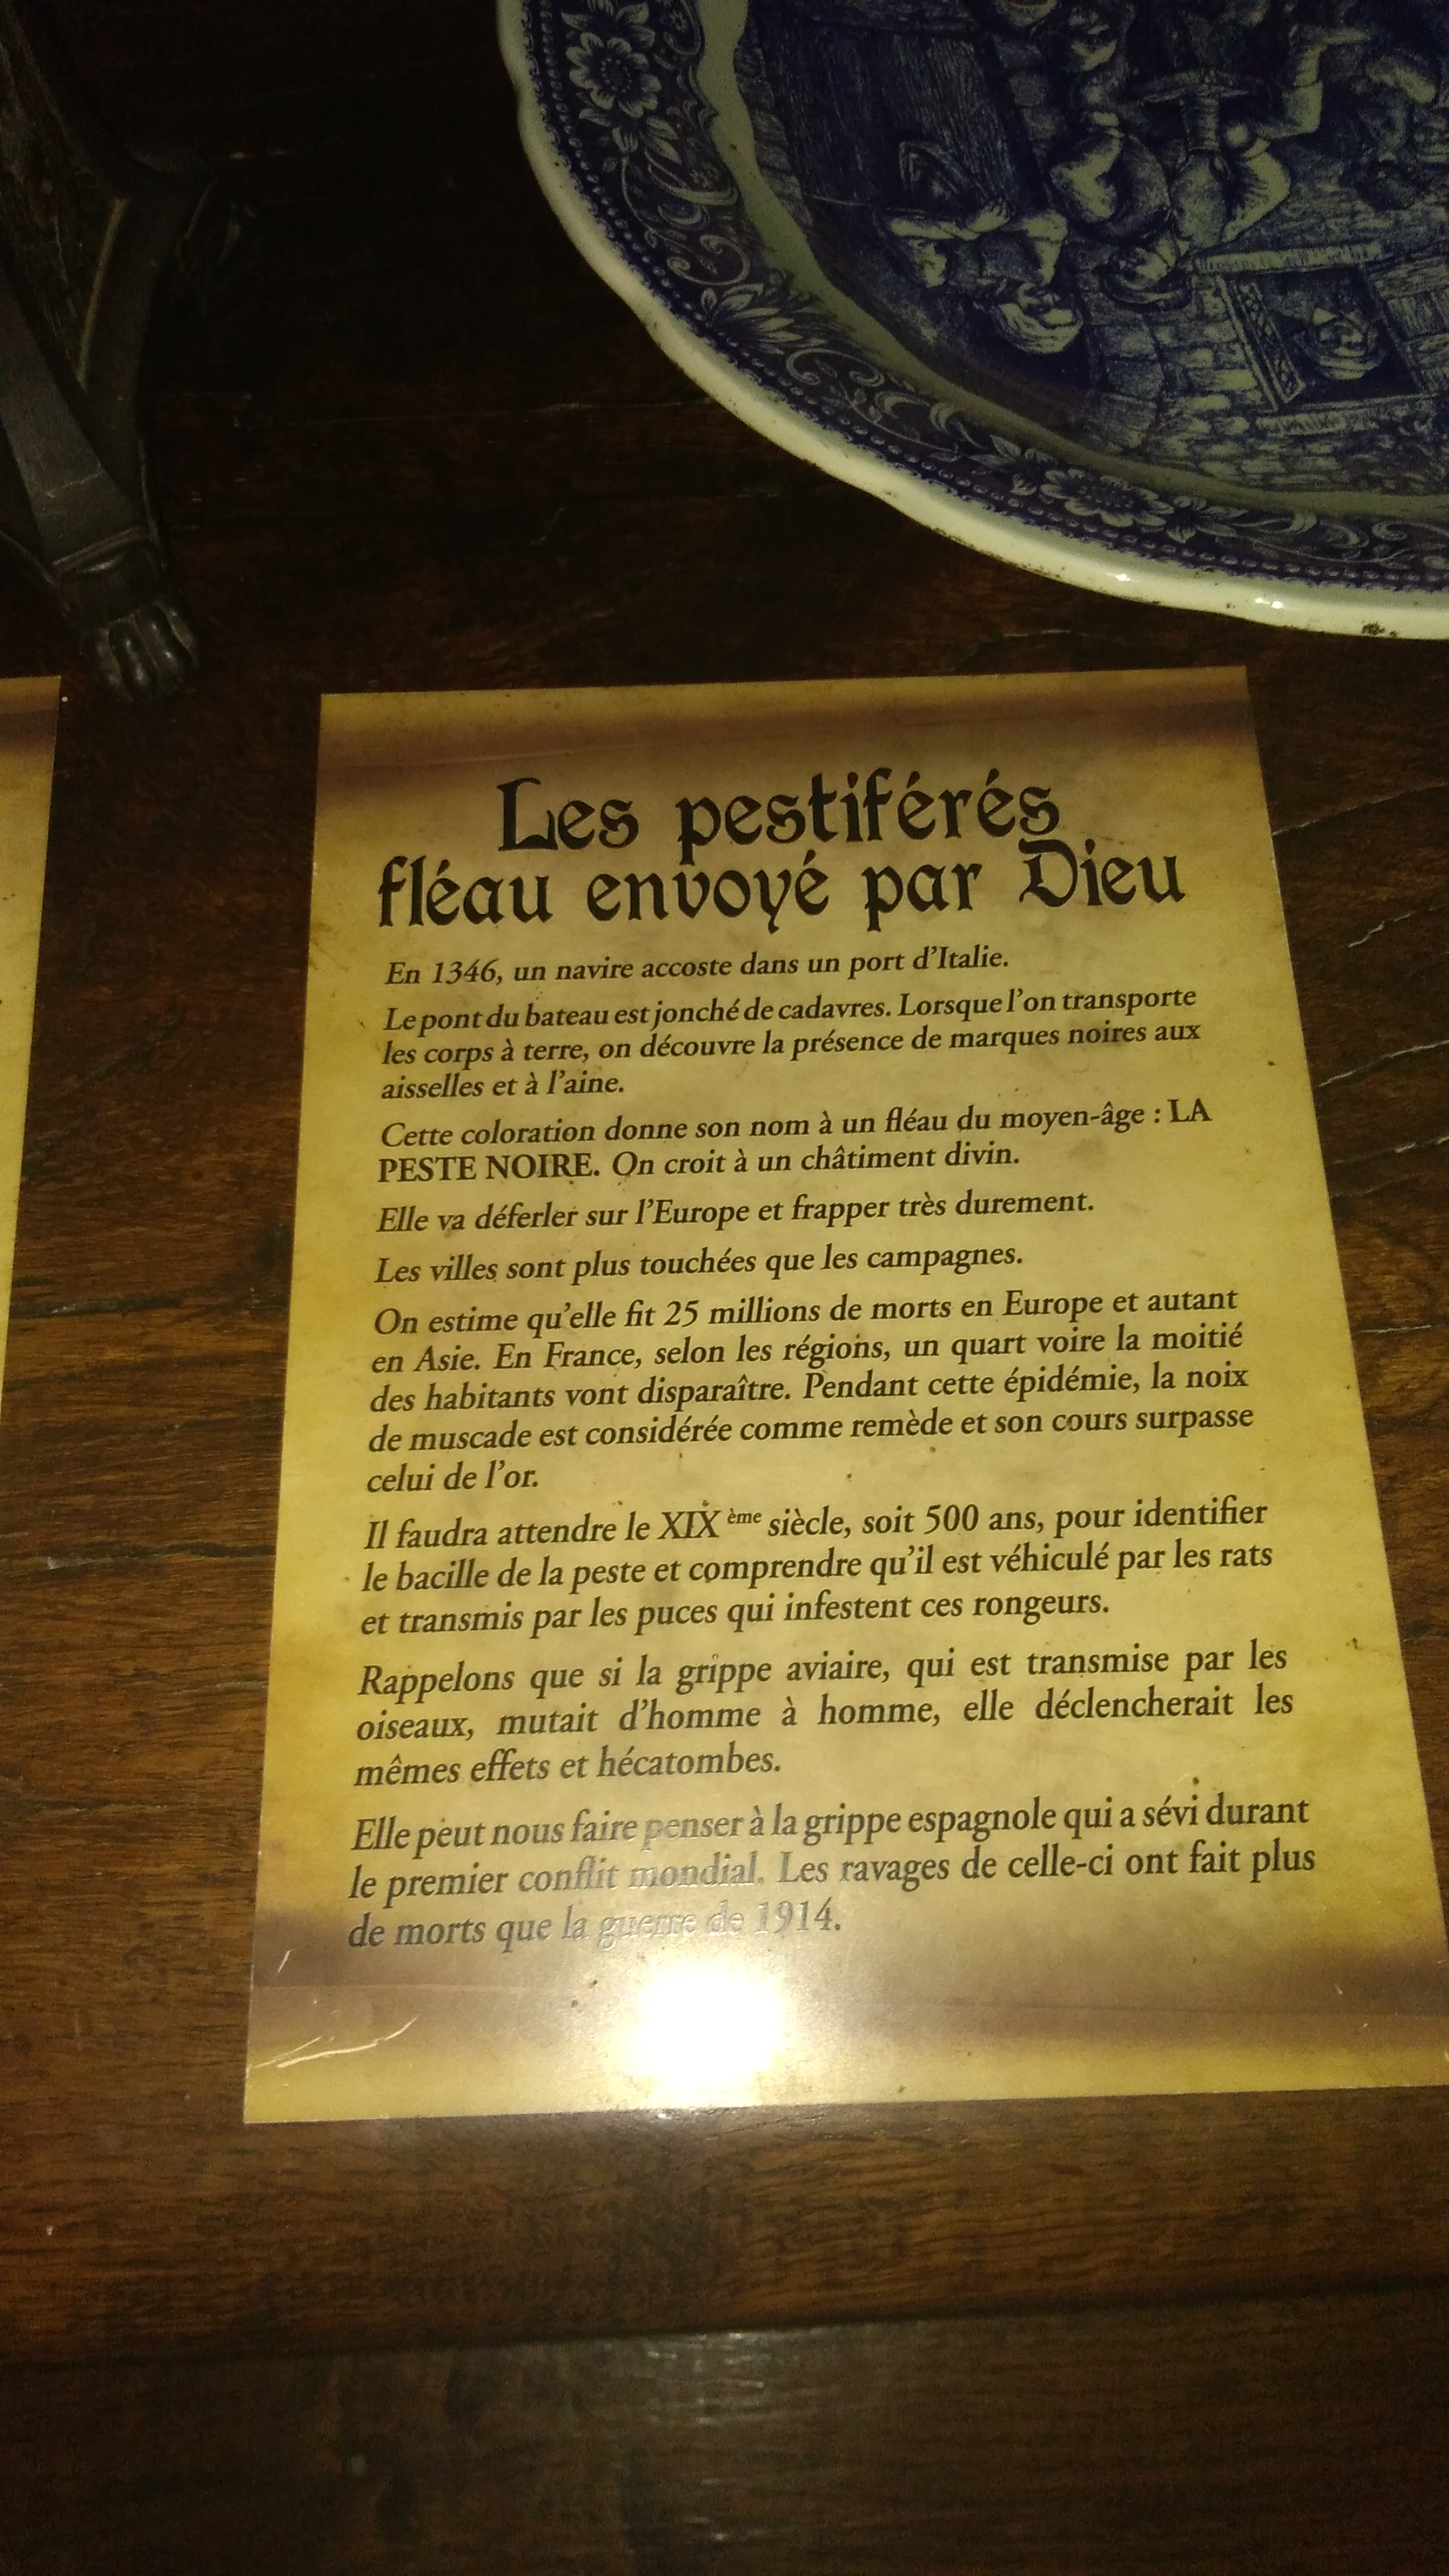 Les pestiférés
fléau envoyé par Dieu
En 1346, un navire accoste dans un port d'Italie.
Le pont du bateau est jonché de cadavres. Lorsque l'on transporte
les corps à terre, on découvre la présence de marques noires aux
aisselles et à l'aine.
Cette coloration donne son nom à un fléau du moyen-âge : LA
PESTE NOIRE. On croit à un châtiment divin.
Elle va déferler sur l'Europe et frapper très durement.
Les villes sont plus touchées que les campagnes.
On estime qu'elle fit 25 millions de morts en Europe et autant
en Asie. En France, selon les régions, un quart voire la moitié
des habitants vont disparaître. Pendant cette épidémie, la noix
de muscade est considérée comme remède et son cours surpasse
celui de l'or.
Il faudra attendre le XIX ème siècle, soit 500 ans, pour identifier
le bacille de la peste et comprendre qu'il est véhiculé par les rats
et transmis par les puces qui infestent ces rongeurs.
Rappelons que si la grippe aviaire, qui est transmise par les
oiseaux, mutait d'homme à homme, elle déclencherait les
mêmes effets et hécatombes.
Elle peut nous faire penser à la grippe espagnole qui a sévi durant
le premier conflit mondial. Les ravages de celle-ci ont fait plus
de morts que la guerre de 1914.